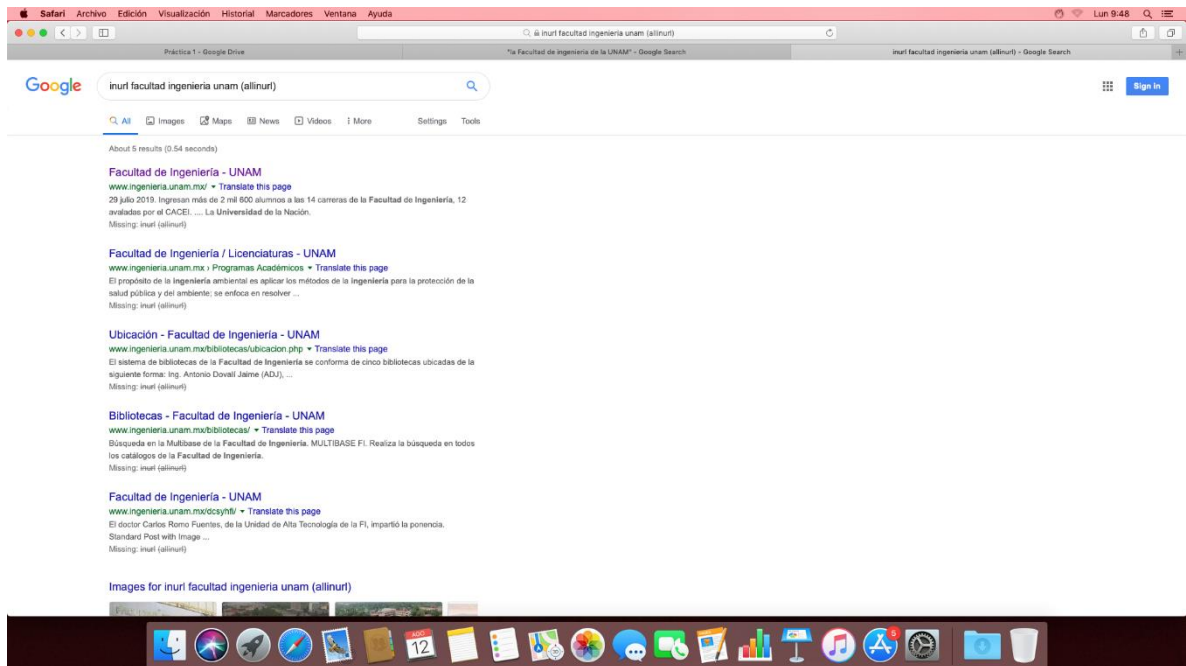 Safari Archivo Edición Visualización Historial Marcadores Ventana Ayuda Lun 9:48
inurl facultad ingenieria unam (allinurl)
Práctica 1 - Google Drive "la Facultad de ingenieria de la UNAM" - Google Search inurl facultad ingenieria unam (allinurl) - Google Search
Google inurl facultad ingenieria unam (allinurl) Sign in
All Images Maps News Videos More Settings Tools
About 5 results (0.54 seconds)
Facultad de Ingeniería - UNAM
www.ingenieria.unam.mx/ Translate this page
29 julio 2019. Ingresan más de 2 mil 600 alumnos a las 14 carreras de la Facultad de Ingeniería, 12
avaladas por el CACEI. .... La Universidad de la Nación.
Missing: inurl (allinurl)
Facultad de Ingeniería / Licenciaturas - UNAM
www.ingenieria.unam.mx › Programas Académicos Translate this page
El propósito de la ingeniería ambiental es aplicar los métodos de la ingeniería para la protección de la
salud pública y del ambiente; se enfoca en resolver ...
Missing: inurl (allinurl)
Ubicación - Facultad de Ingeniería - UNAM
www.ingenieria.unam.mx/bibliotecas/ubicacion.php Translate this page
El sistema de bibliotecas de la Facultad de Ingeniería se conforma de cinco bibliotecas ubicadas de la
siguiente forma: Ing. Antonio Dovalí Jaime (ADJ), ...
Missing: inurl (allinurl)
Bibliotecas - Facultad de Ingeniería - UNAM
www.ingenieria.unam.mx/bibliotecas/ Translate this page
Búsqueda en la Multibase de la Facultad de Ingeniería. MULTIBASE FI. Realiza la búsqueda en todos
los catálogos de la Facultad de Ingeniería.
Missing: inurl (allinurl)
Facultad de Ingeniería - UNAM
www.ingenieria.unam.mx/dcsyhfi/ Translate this page
El doctor Carlos Romo Fuentes, de la Unidad de Alta Tecnología de la FI, impartió la ponencia.
Standard Post with Image ...
Missing: inurl (allinurl)
Images for inurl facultad ingenieria unam (allinurl)
AGO
12
5